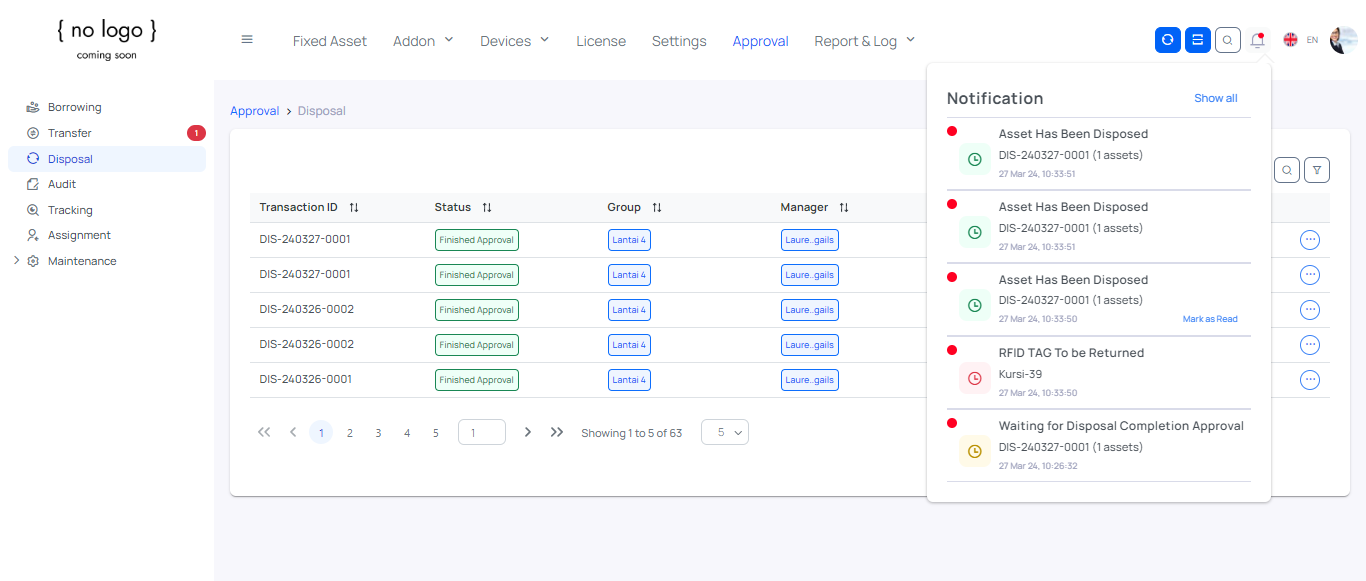 { no logo }
coming soon
Fixed Asset Addon Devices License Settings Approval Report & Log EN
Borrowing
Transfer 1
Disposal
Audit
Tracking
Assignment
Maintenance
Approval > Disposal
Transaction ID Status Group Manager
DIS-240327-0001 Finished Approval Lantai 4 Laure..gails
DIS-240327-0001 Finished Approval Lantai 4 Laure..gails
DIS-240326-0002 Finished Approval Lantai 4 Laure..gails
DIS-240326-0002 Finished Approval Lantai 4 Laure..gails
DIS-240326-0001 Finished Approval Lantai 4 Laure..gails
1 2 3 4 5 1 Showing 1 to 5 of 63 5
Notification Show all
Asset Has Been Disposed
DIS-240327-0001 (1 assets)
27 Mar 24, 10:33:51
Asset Has Been Disposed
DIS-240327-0001 (1 assets)
27 Mar 24, 10:33:51
Asset Has Been Disposed
DIS-240327-0001 (1 assets)
27 Mar 24, 10:33:50 Mark as Read
RFID TAG To be Returned
Kursi-39
27 Mar 24, 10:33:50
Waiting for Disposal Completion Approval
DIS-240327-0001 (1 assets)
27 Mar 24, 10:26:32